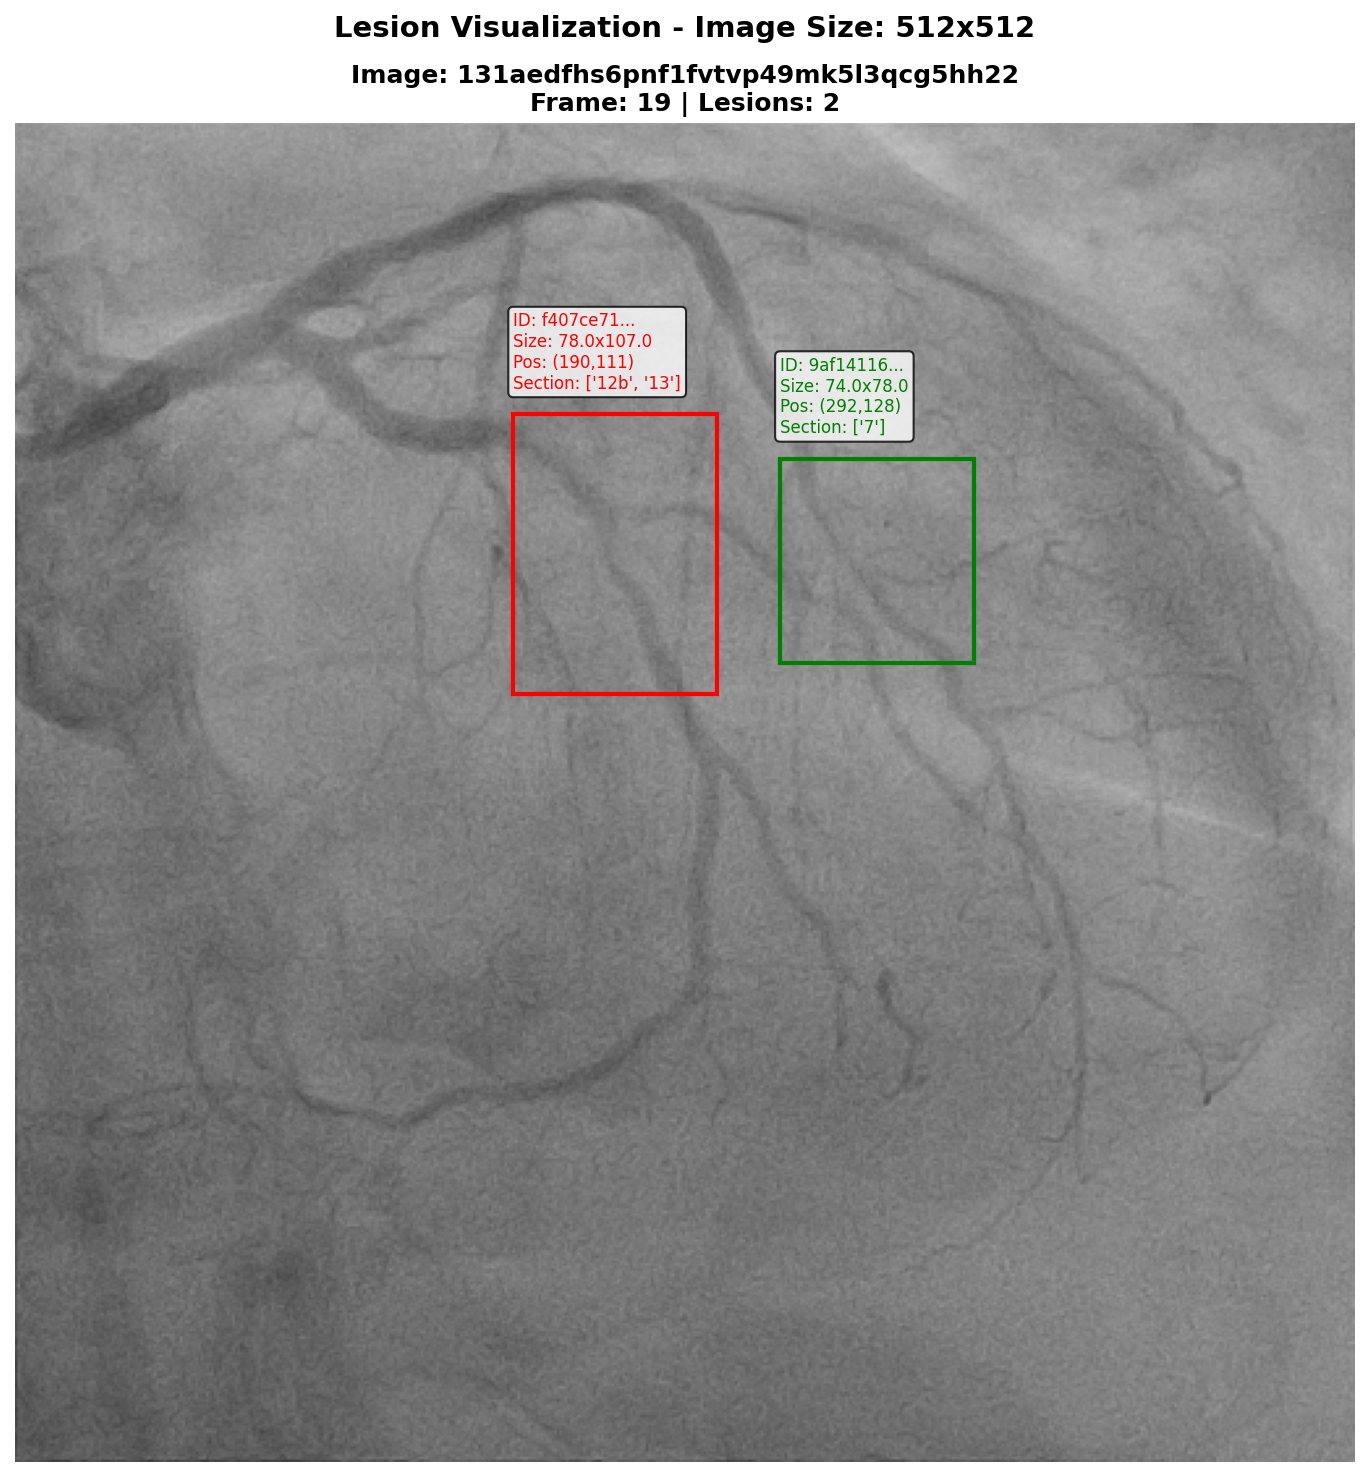 Lesion Visualization - Image Size: 512x512
Image: 131aedfhs6pnf1fvtvp49mk5l3qcg5hh22
Frame: 19 | Lesions: 2
ID: f407ce71...
Size: 78.0x107.0
Pos: (190,111)
Section: ['12b', '13']
ID: 9af14116...
Size: 74.0x78.0
Pos: (292,128)
Section: ['7']